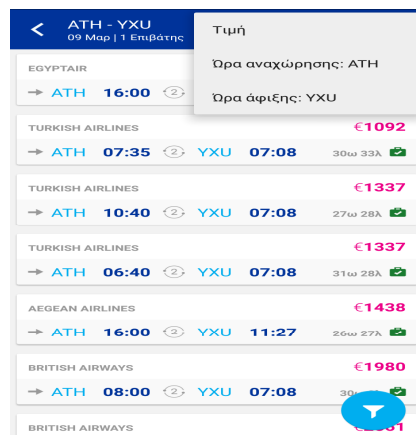 ATH - YXU
09 Μαρ | 1 Επιβάτης
Τιμή
Ώρα αναχώρησης: ATH
Ώρα άφιξης: YXU
EGYPTAIR
ATH 16:00 2
TURKISH AIRLINES €1092
ATH 07:35 2 YXU 07:08 30ω 33λ
TURKISH AIRLINES €1337
ATH 10:40 2 YXU 07:08 27ω 28λ
TURKISH AIRLINES €1337
ATH 06:40 2 YXU 07:08 31ω 28λ
AEGEAN AIRLINES €1438
ATH 16:00 2 YXU 11:27 26ω 27λ
BRITISH AIRWAYS €1980
ATH 08:00 2 YXU 07:08
BRITISH AIRWAYS